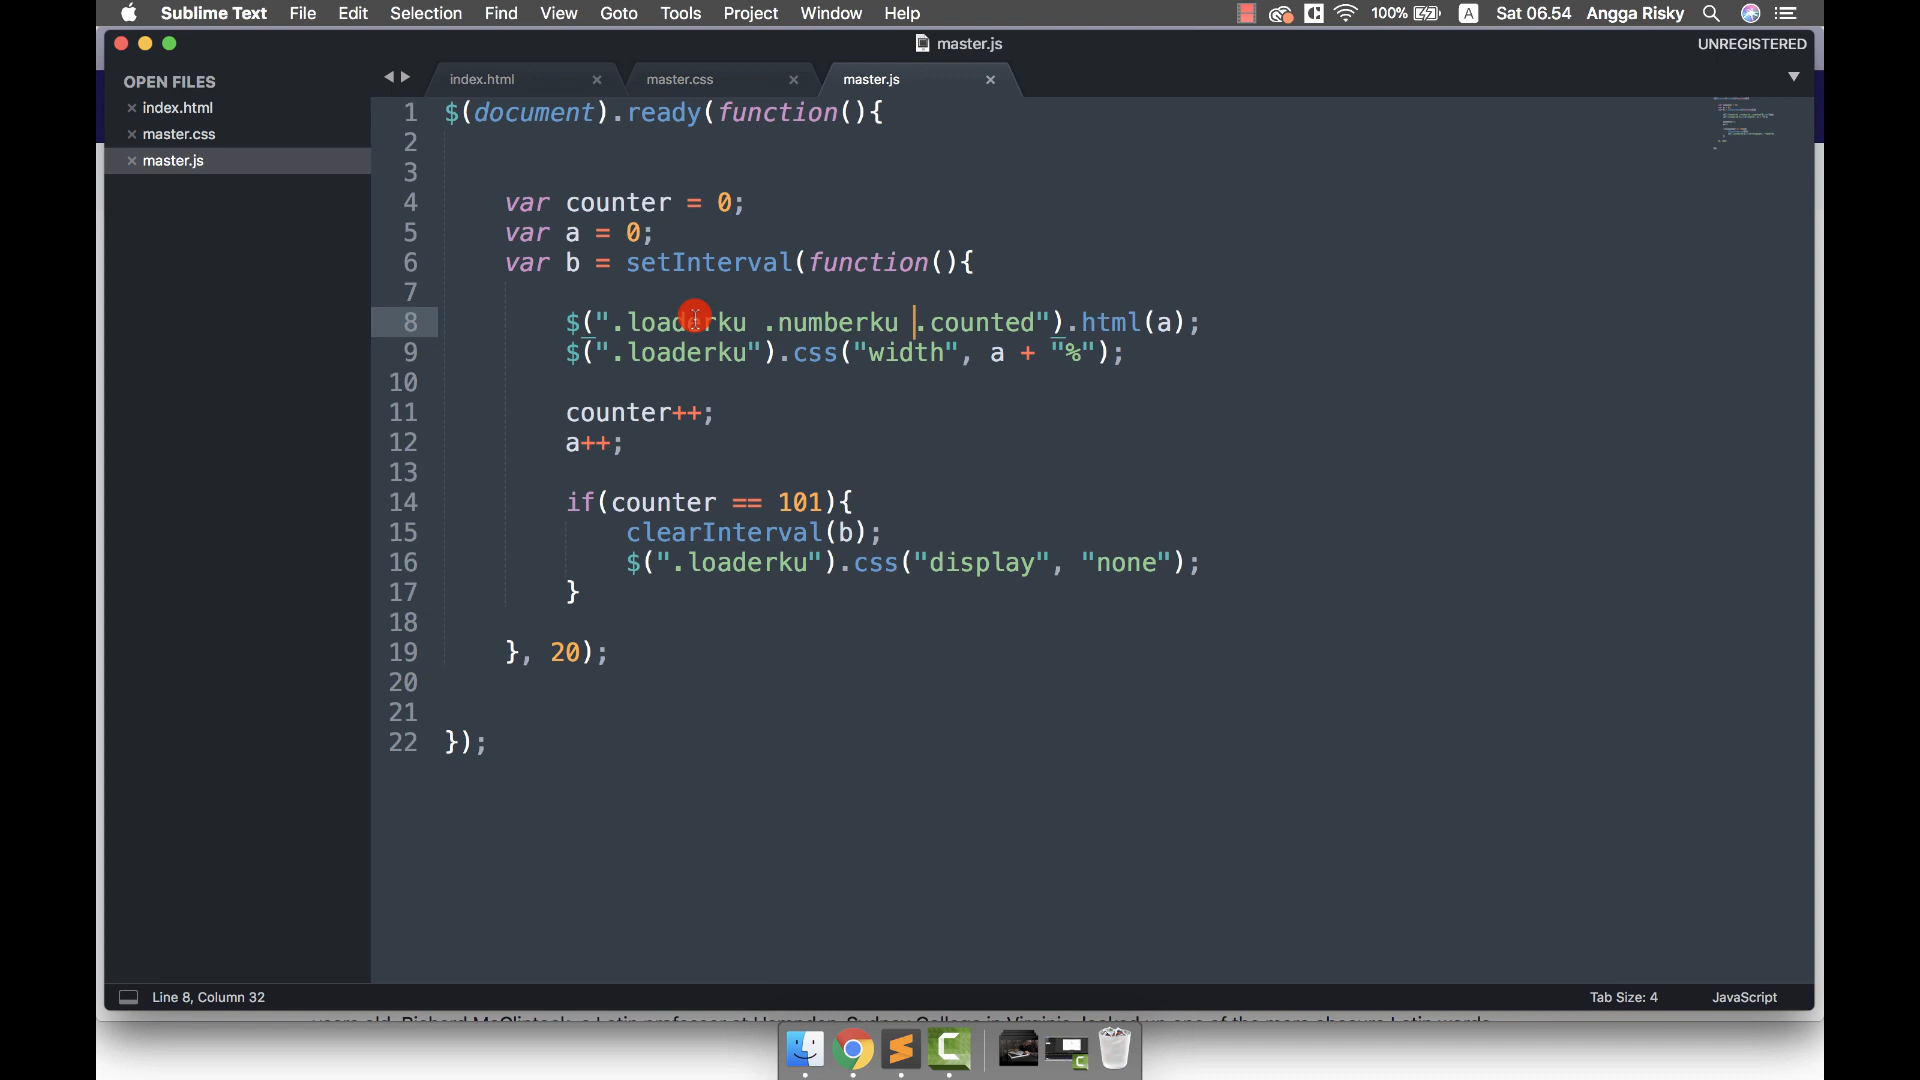 Sublime Text File Edit Selection Find View Goto Tools Project Window Help 100% A Sat 06.54 Angga Risky
master.js
UNREGISTERED
OPEN FILES
index.html
master.css
master.js
index.html master.css master.js
1 $(document).ready(function(){
2
3
4 var counter = 0;
5 var a = 0;
6 var b = setInterval(function(){
7
8 $(".loaderku .numberku .counted").html(a);
9 $(".loaderku").css("width", a + "%");
10
11 counter++;
12 a++;
13
14 if(counter == 101){
15 clearInterval(b);
16 $(".loaderku").css("display", "none");
17 }
18
19 }, 20);
20
21
22 });
Line 8, Column 32
Tab Size: 4 JavaScript